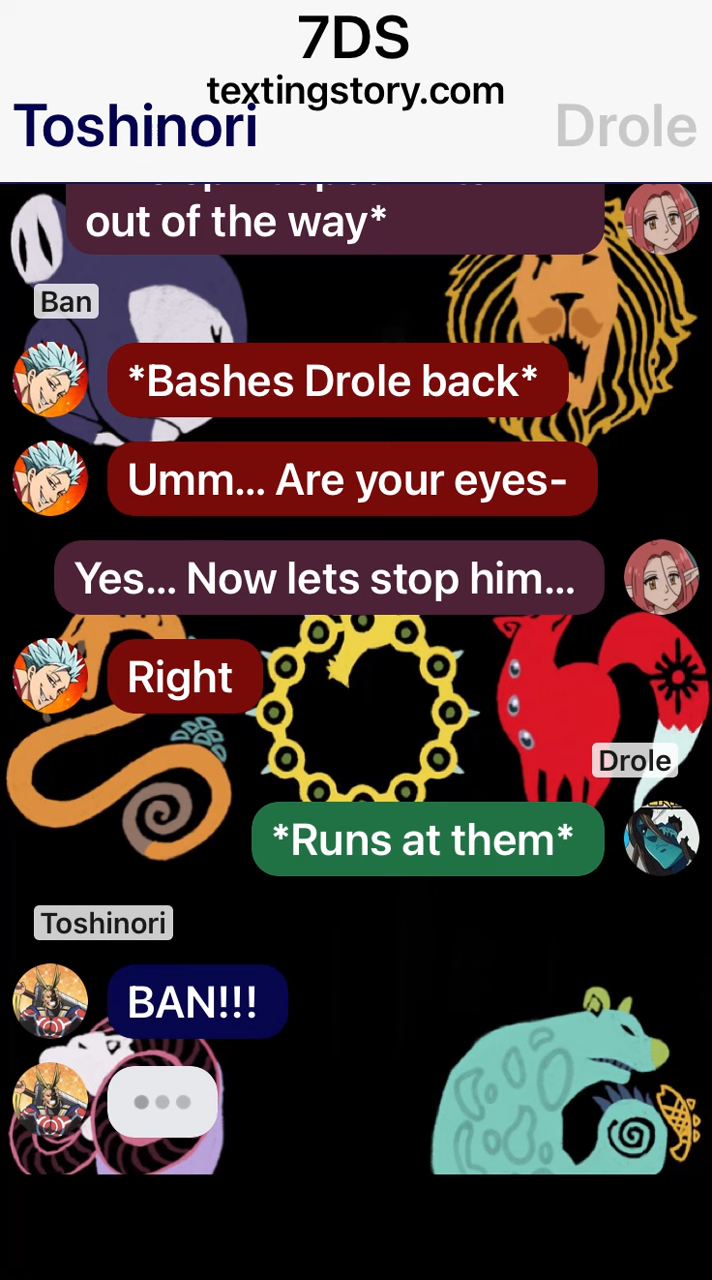 7DS
textingstory.com
Toshinori
Drole
out of the way*
Ban
*Bashes Drole back*
Umm... Are your eyes-
Yes... Now lets stop him...
Right
Drole
*Runs at them*
Toshinori
BAN!!!